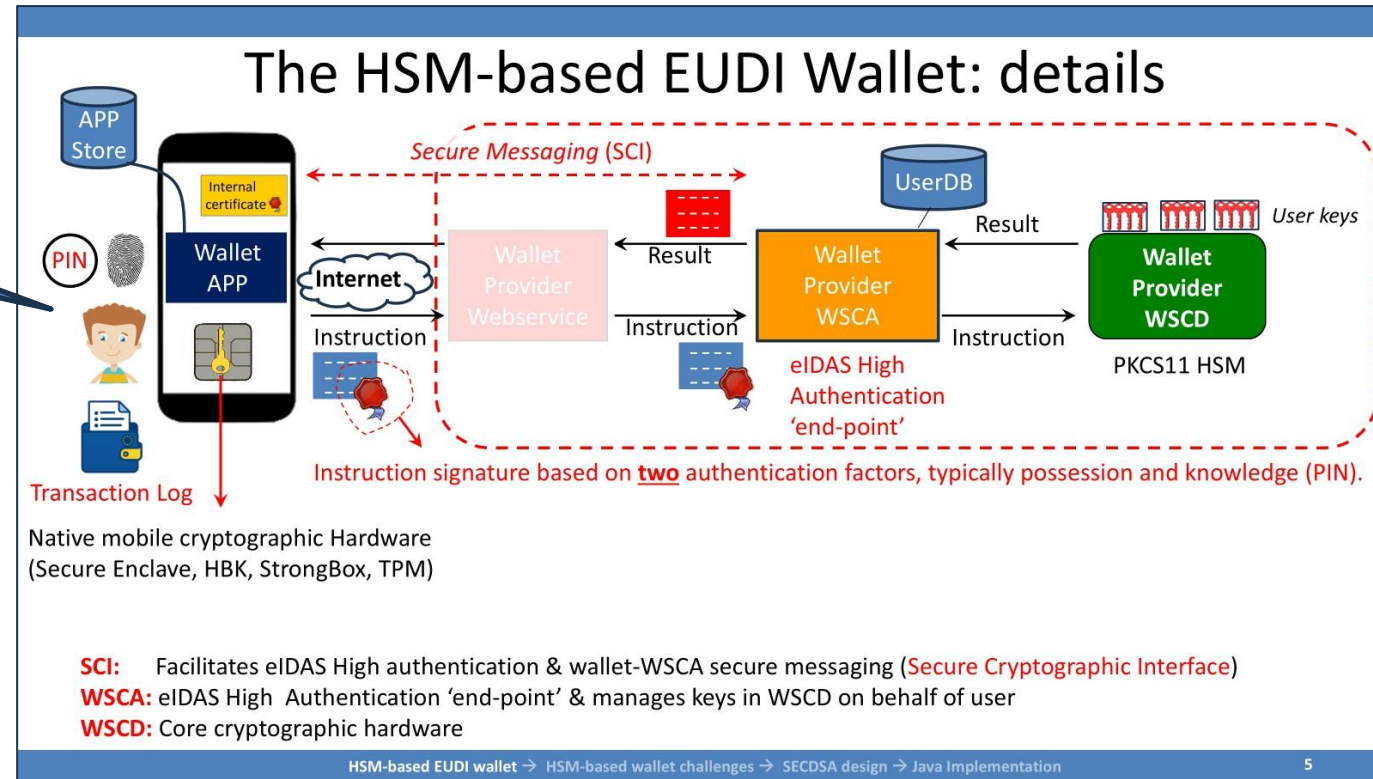 The HSM-based EUDI Wallet: details
APP
Store
Secure Messaging (SCI)
Internal
certificate
UserDB
Result
User keys
PIN
Wallet
APP
Internet
Wallet
Provider
Webservice
Result
Wallet
Provider
WSCA
Wallet
Provider
WSCD
Instruction
Instruction
Instruction
eIDAS High
Authentication
‘end-point’
PKCS11 HSM
Instruction signature based on two authentication factors, typically possession and knowledge (PIN).
Transaction Log
Native mobile cryptographic Hardware
(Secure Enclave, HBK, StrongBox, TPM)
SCI: Facilitates eIDAS High authentication & wallet-WSCA secure messaging (Secure Cryptographic Interface)
WSCA: eIDAS High Authentication ‘end-point’ & manages keys in WSCD on behalf of user
WSCD: Core cryptographic hardware
HSM-based EUDI wallet → HSM-based wallet challenges → SECDSA design → Java Implementation
5